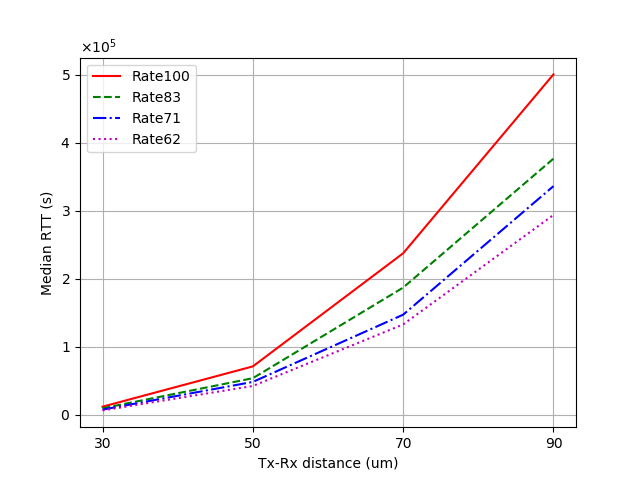 ×10⁵
Rate100
Rate83
Rate71
Rate62
5
4
3
2
1
0
Median RTT (s)
30 50 70 90
Tx-Rx distance (um)